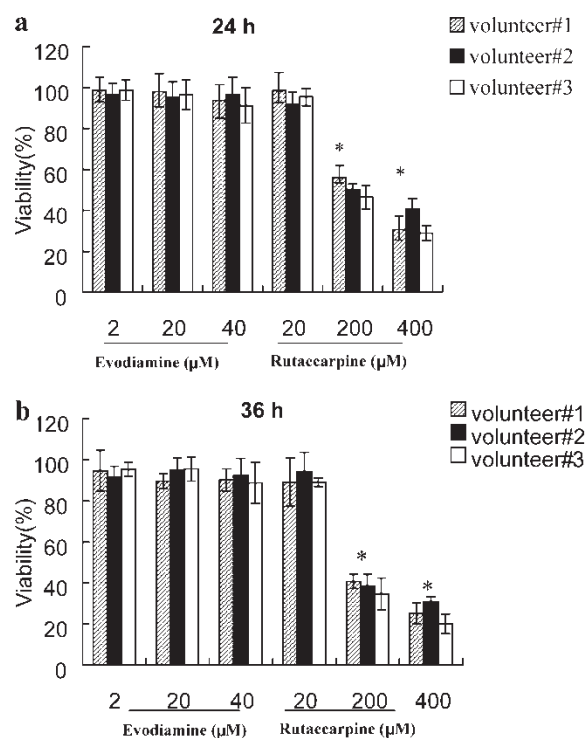 a
24 h
volunteer#1
volunteer#2
volunteer#3
Viability(%)
120
100
80
60
40
20
0
*
*
2 20 40 20 200 400
Evodiamine (μM) Rutaecarpine (μM)
b
36 h
volunteer#1
volunteer#2
volunteer#3
Viability(%)
120
100
80
60
40
20
0
*
*
2 20 40 20 200 400
Evodiamine (μM) Rutaecarpine (μM)